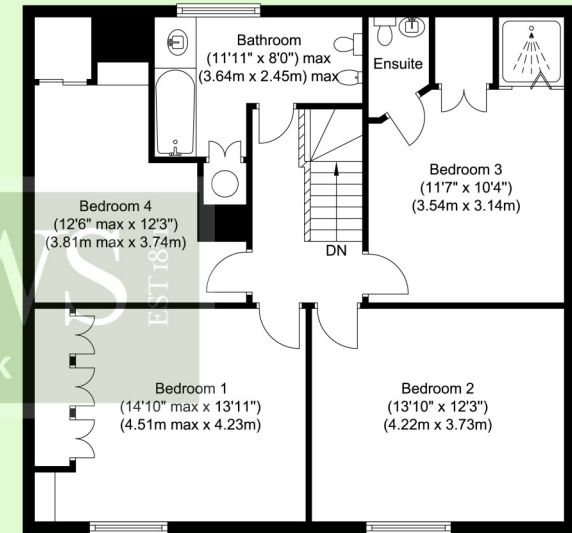 Bathroom
(11'11" x 8'0") max
(3.64m x 2.45m) max
Ensuite
Bedroom 3
(11'7" x 10'4")
(3.54m x 3.14m)
Bedroom 4
(12'6" max x 12'3")
(3.81m max x 3.74m)
DN
WS
Bedroom 1
(14'10" max x 13'11")
(4.51m max x 4.23m)
Bedroom 2
(13'10" x 12'3")
(4.22m x 3.73m)